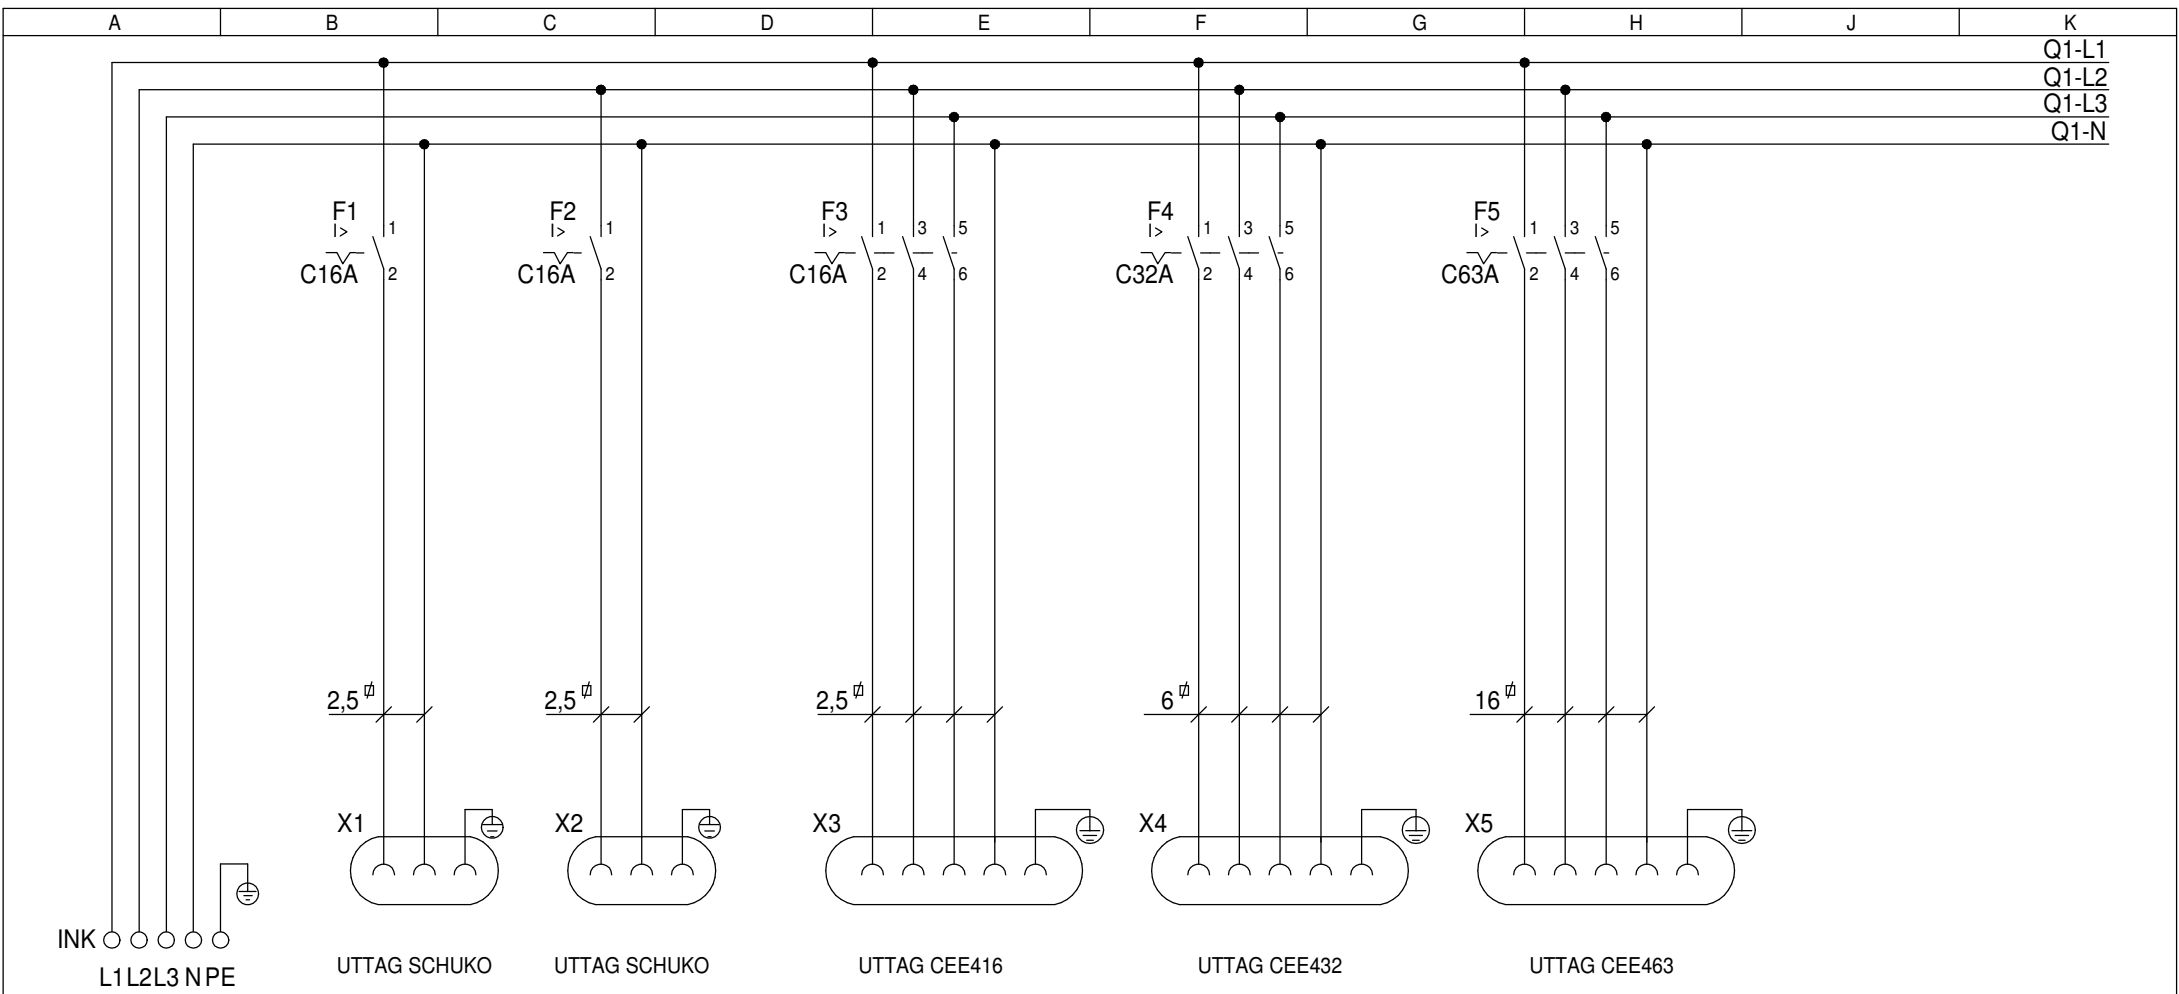 A B C D E F G H J K
Q1-L1
Q1-L2
Q1-L3
Q1-N
F1 F2 F3 F4 F5
I> I> I> I> I>
1 1 1 3 5 1 3 5 1 3 5
C16A 2 C16A 2 C16A 2 4 6 C32A 2 4 6 C63A 2 4 6
2,5 2,5 2,5 6 16
X1 X2 X3 X4 X5
INK
L1 L2 L3 N PE
UTTAG SCHUKO UTTAG SCHUKO UTTAG CEE416 UTTAG CEE432 UTTAG CEE463